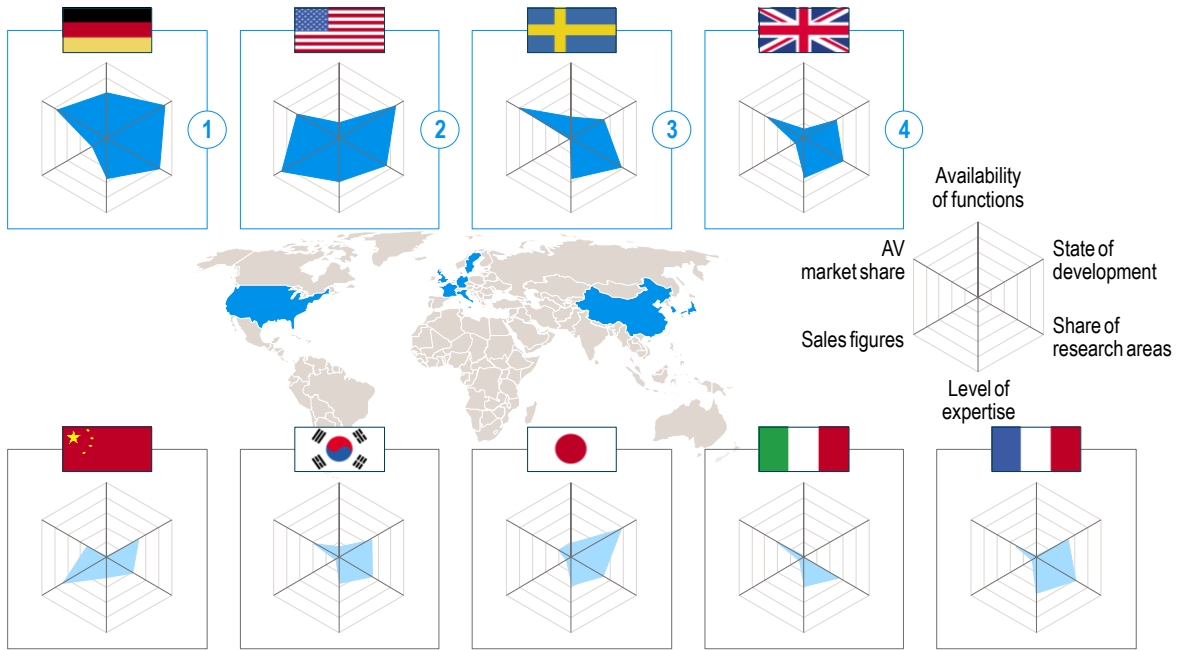 1
2
3
4
Availability
of functions
AV
market share
State of
development
Sales figures
Share of
research areas
Level of
expertise